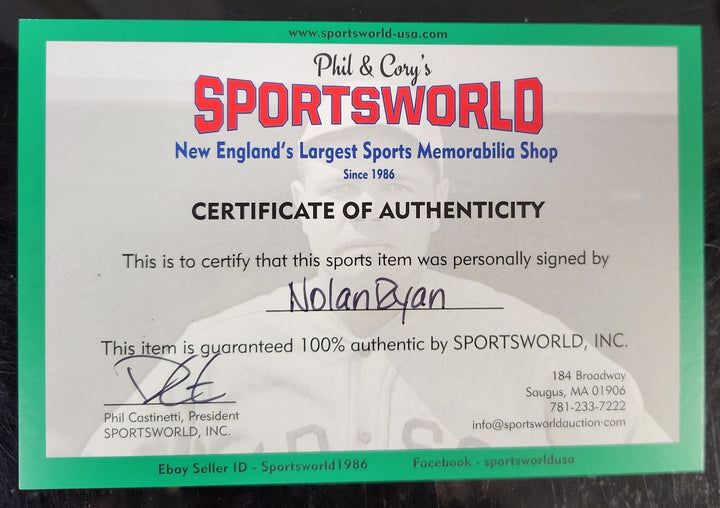 www.sportsworld-usa.com
Phil & Cory's
SPORTSWORLD
New England's Largest Sports Memorabilia Shop
Since 1986
CERTIFICATE OF AUTHENTICITY
This is to certify that this sports item was personally signed by
Nolan Ryan
This item is guaranteed 100% authentic by SPORTSWORLD, INC.
Phil Castinetti, President
SPORTSWORLD, INC.
184 Broadway
Saugus, MA 01906
781-233-7222
info@sportsworldauction.com
Ebay Seller ID - Sportsworld1986
Facebook - sportsworldusa